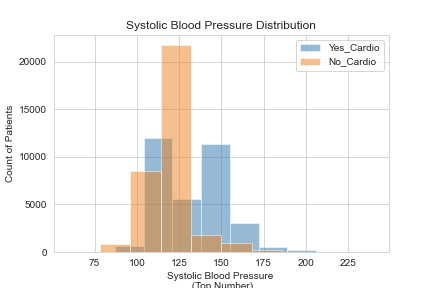 Systolic Blood Pressure Distribution
Yes_Cardio
No_Cardio
Count of Patients
20000
15000
10000
5000
0
75 100 125 150 175 200 225
Systolic Blood Pressure
(Top Number)